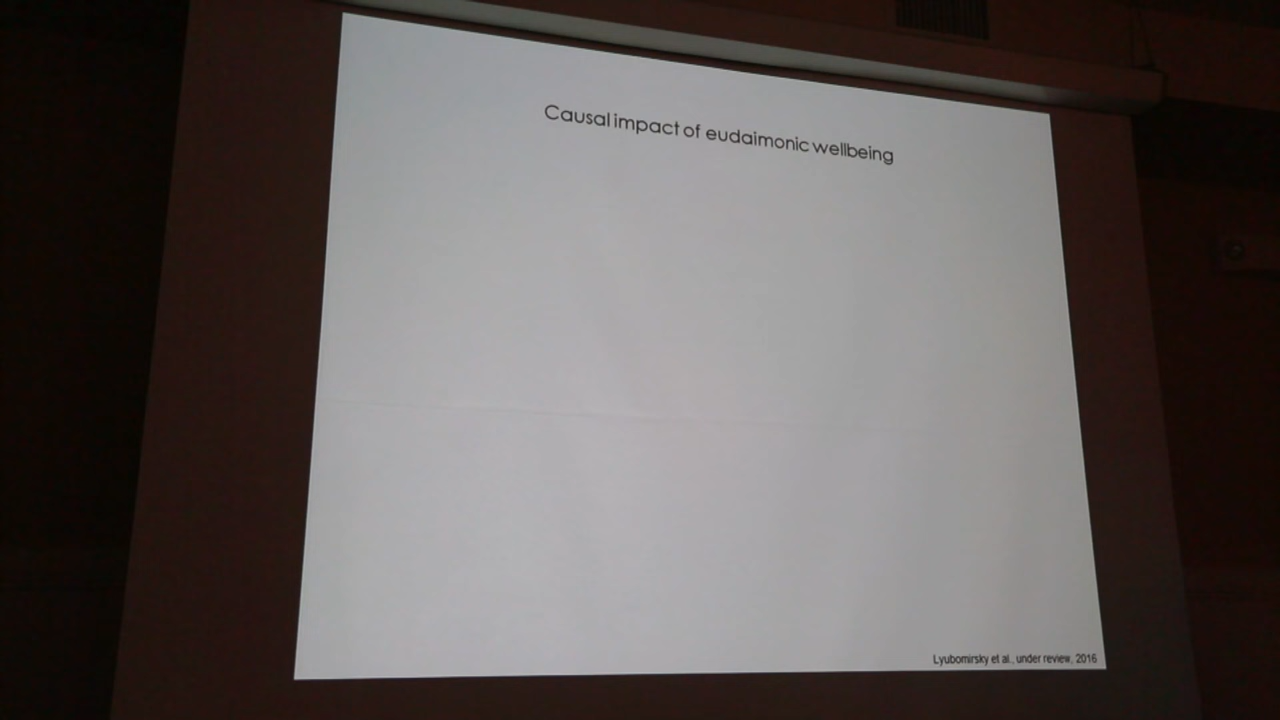 Causal impact of eudaimonic wellbeing
Lyubomirsky et al., under review, 2016